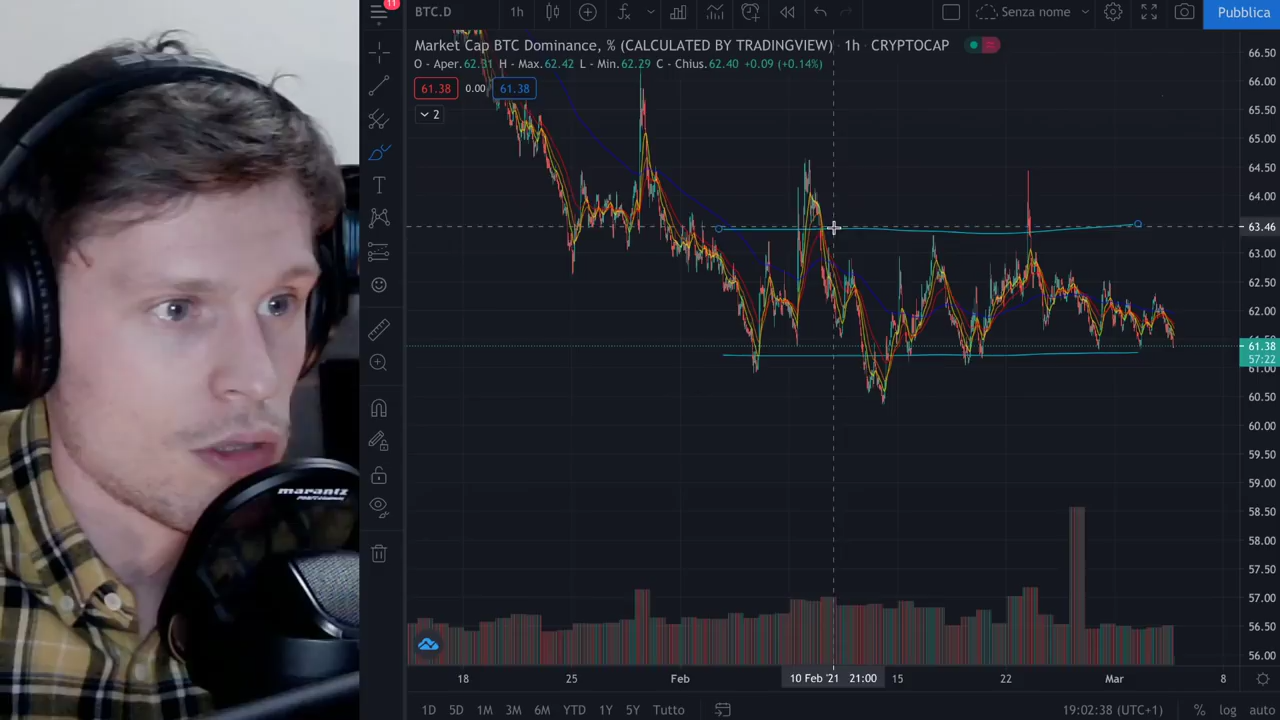 11
BTC.D
1h
fx
Senza nome
Pubblica
Market Cap BTC Dominance, % (CALCULATED BY TRADINGVIEW) · 1h · CRYPTOCAP
O - Aper.62.31 H - Max.62.42 L - Min.62.29 C - Chius.62.40 +0.09 (+0.14%)
61.38 0.00 61.38
2
66.50
66.00
65.50
65.00
64.50
64.00
63.46
63.00
62.50
62.00
61.38
57:22
61.00
60.50
60.00
59.50
59.00
58.50
58.00
57.50
57.00
56.50
56.00
marantz
PROFESSIONAL
18 25 Feb 10 Feb '21 21:00 15 22 Mar 8
1D 5D 1M 3M 6M YTD 1Y 5Y Tutto
19:02:38 (UTC+1) % log auto